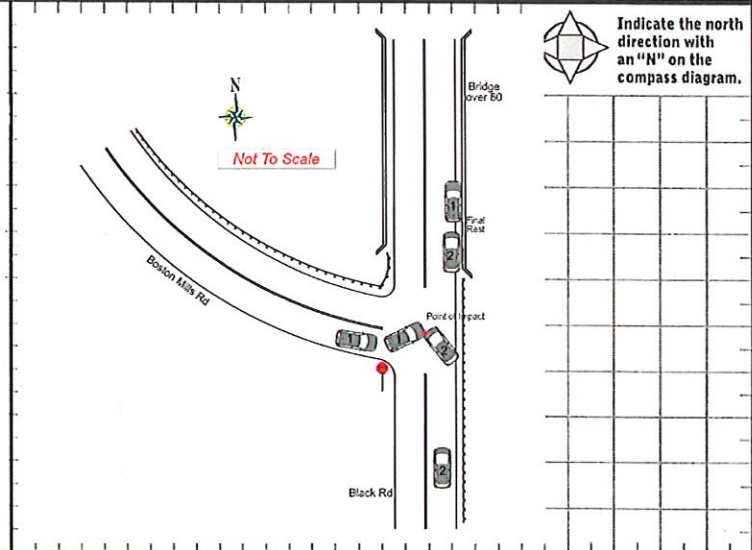 Indicate the north
direction with
an "N" on the
compass diagram.
N
Not To Scale
Bridge
over 80
1
Final
Rest
2
Boston Mills Rd
Point of Impact
1
1
2
2
Black Rd